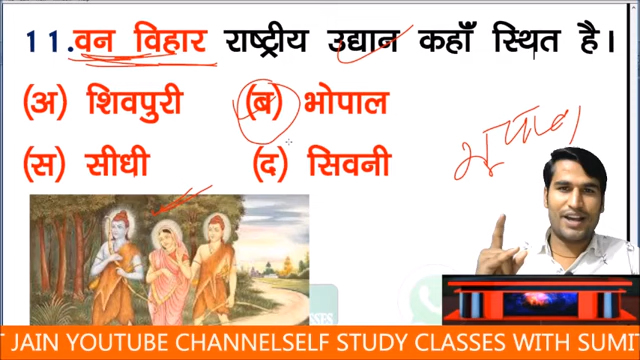 11.वन विहार राष्ट्रीय उद्यान कहाँ स्थित है।
(अ) शिवपुरी (ब) भोपाल
(स) सीधी (द) सिवनी
T JAIN YOUTUBE CHANNELSELF STUDY CLASSES WITH SUMI